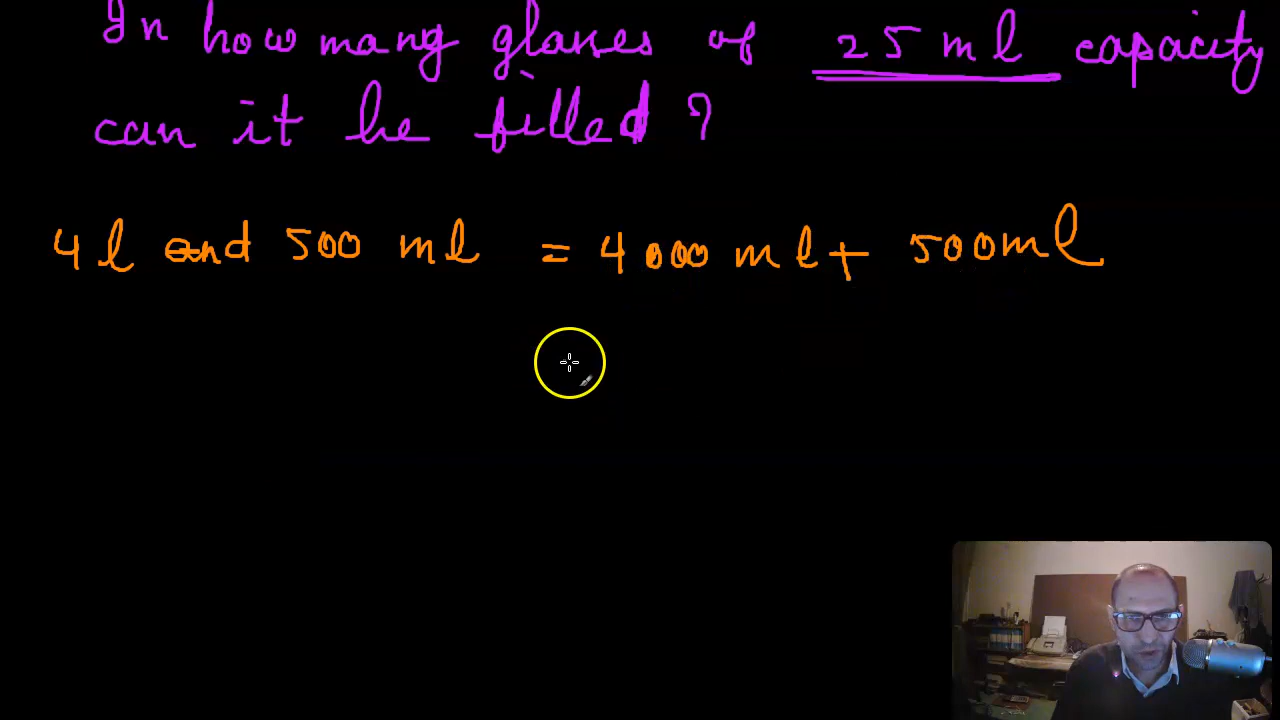 In how many glasses of 25 ml capacity
can it be filled ?
4 l and 500 ml = 4000 ml + 500 ml